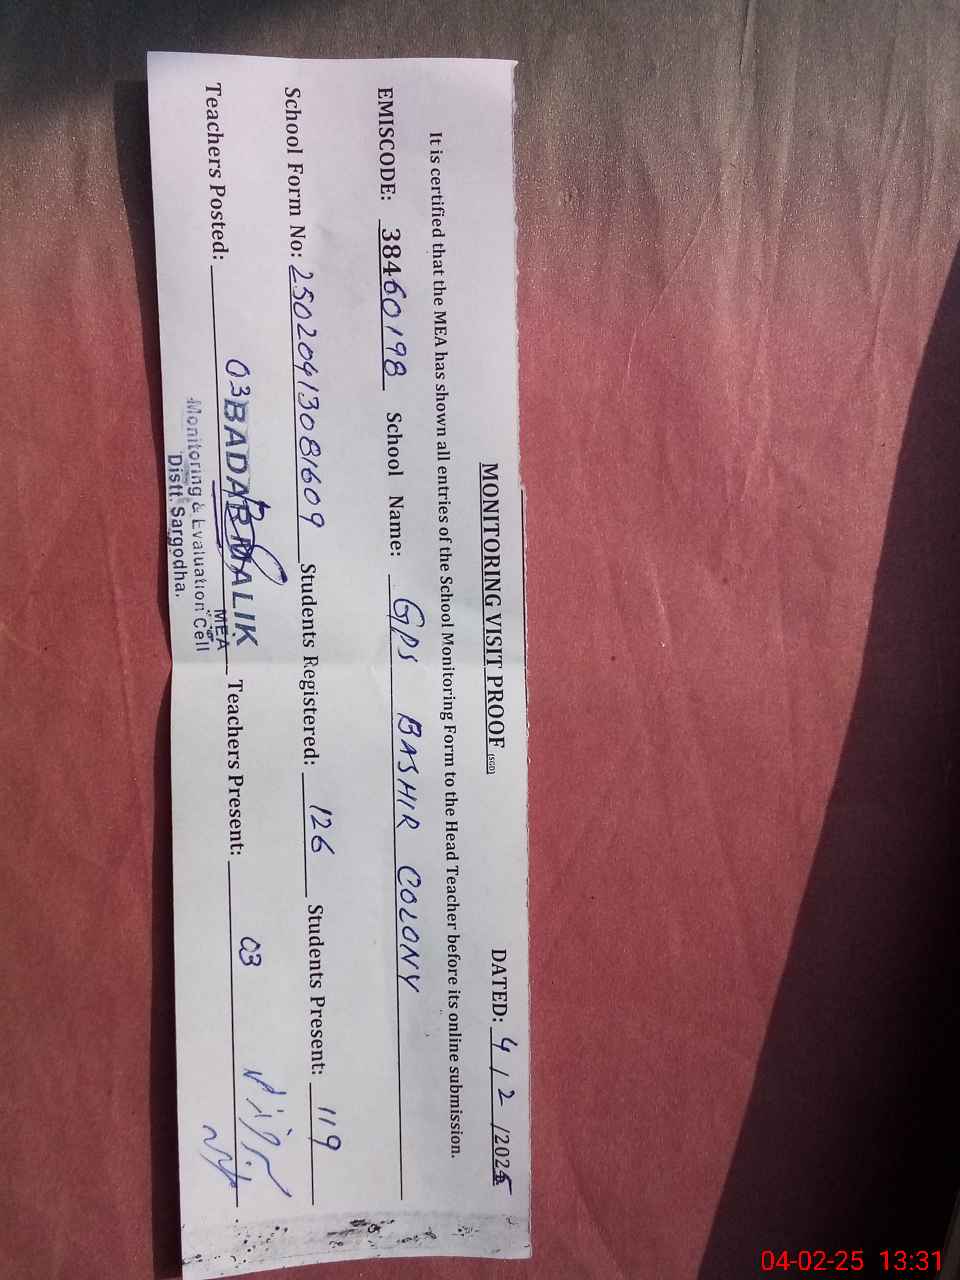 MONITORING VISIT PROOF (SGD) DATED: 4/2/2025
It is certified that the MEA has shown all entries of the School Monitoring Form to the Head Teacher before its online submission.
EMISCODE: 38460198 School Name: GPS BASHIR COLONY
School Form No: 25020413081609 Students Registered: 126 Students Present: 119
Teachers Posted: 03 Teachers Present: 03
BADAR MALIK
MEA
Monitoring & Evaluation Cell
Distt. Sargodha.
04-02-25 13:31